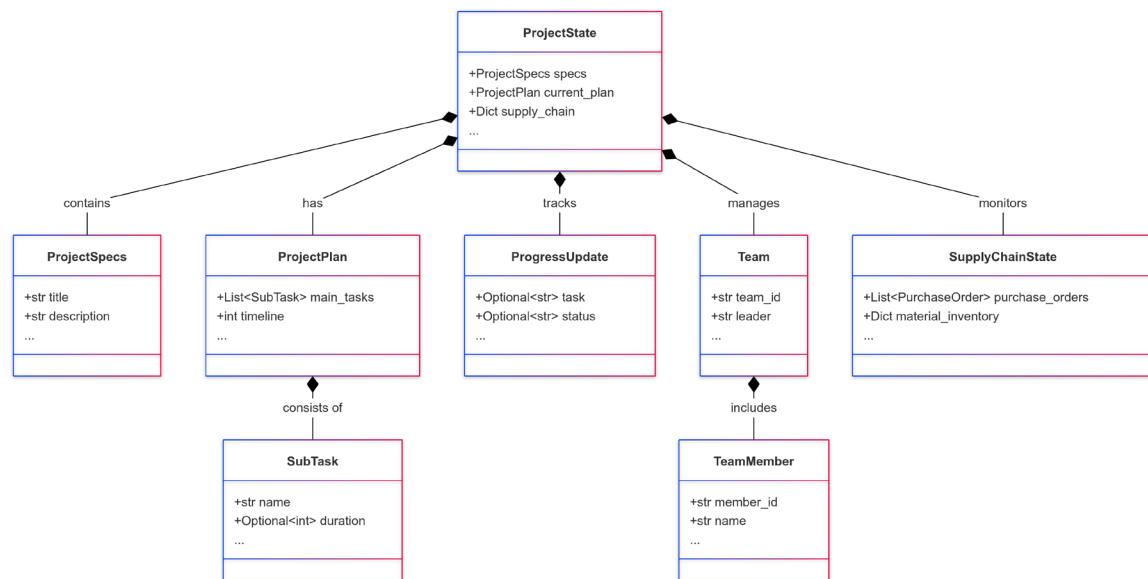 ProjectState
+ProjectSpecs specs
+ProjectPlan current_plan
+Dict supply_chain
...
contains
has
tracks
manages
monitors
ProjectSpecs
+str title
+str description
...
ProjectPlan
+List<SubTask> main_tasks
+int timeline
...
ProgressUpdate
+Optional<str> task
+Optional<str> status
...
Team
+str team_id
+str leader
...
SupplyChainState
+List<PurchaseOrder> purchase_orders
+Dict material_inventory
...
consists of
includes
SubTask
+str name
+Optional<int> duration
...
TeamMember
+str member_id
+str name
...